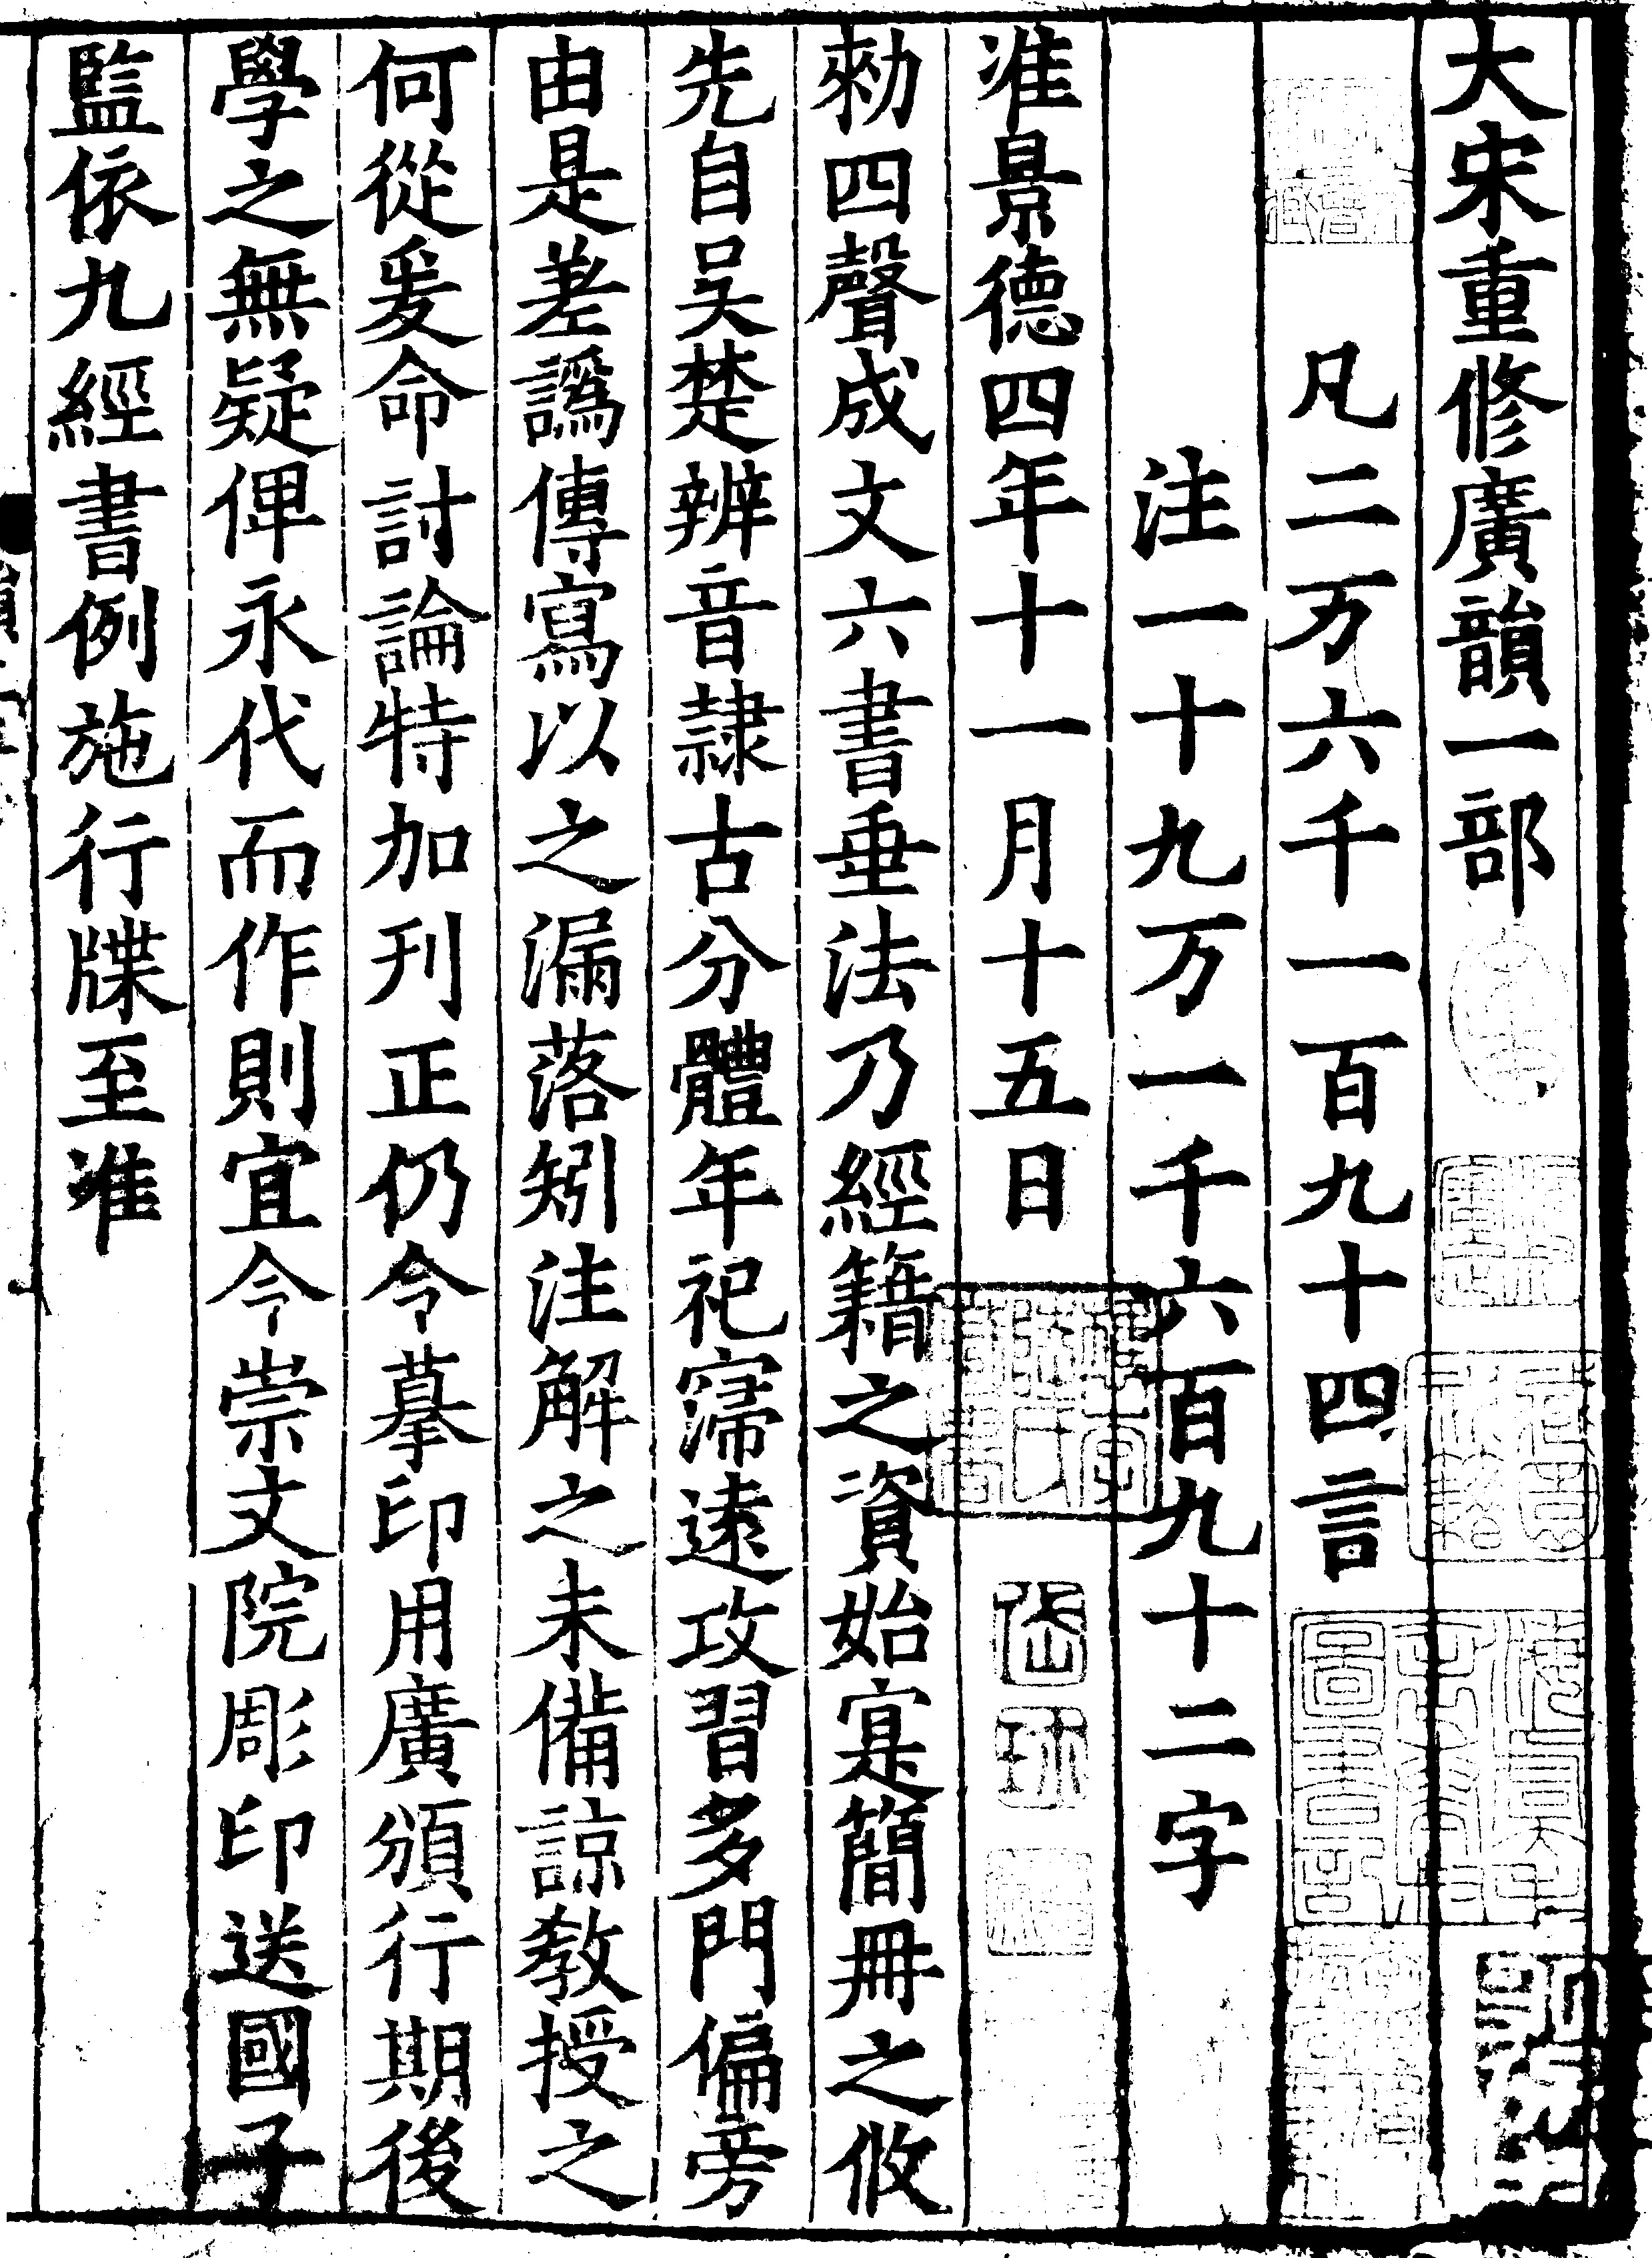 大宋重修廣韻一部
凡二万六千一百九十四言
注一十九万一千六百九十二字
准景德四年十一月十五日
勑四聲成文六書垂法乃經籍之資始寔簡冊之攸
先自吳楚辨音隷古分體年祀寖遠攻習多門偏旁
由是差譌傳寫以之漏落矧注解之未備諒教授之
何從爰命討論特加刊正仍令摹印用廣頒行期後
學之無疑俾永代而作則宜令崇文院彫印送國子
監依九經書例施行牒至准